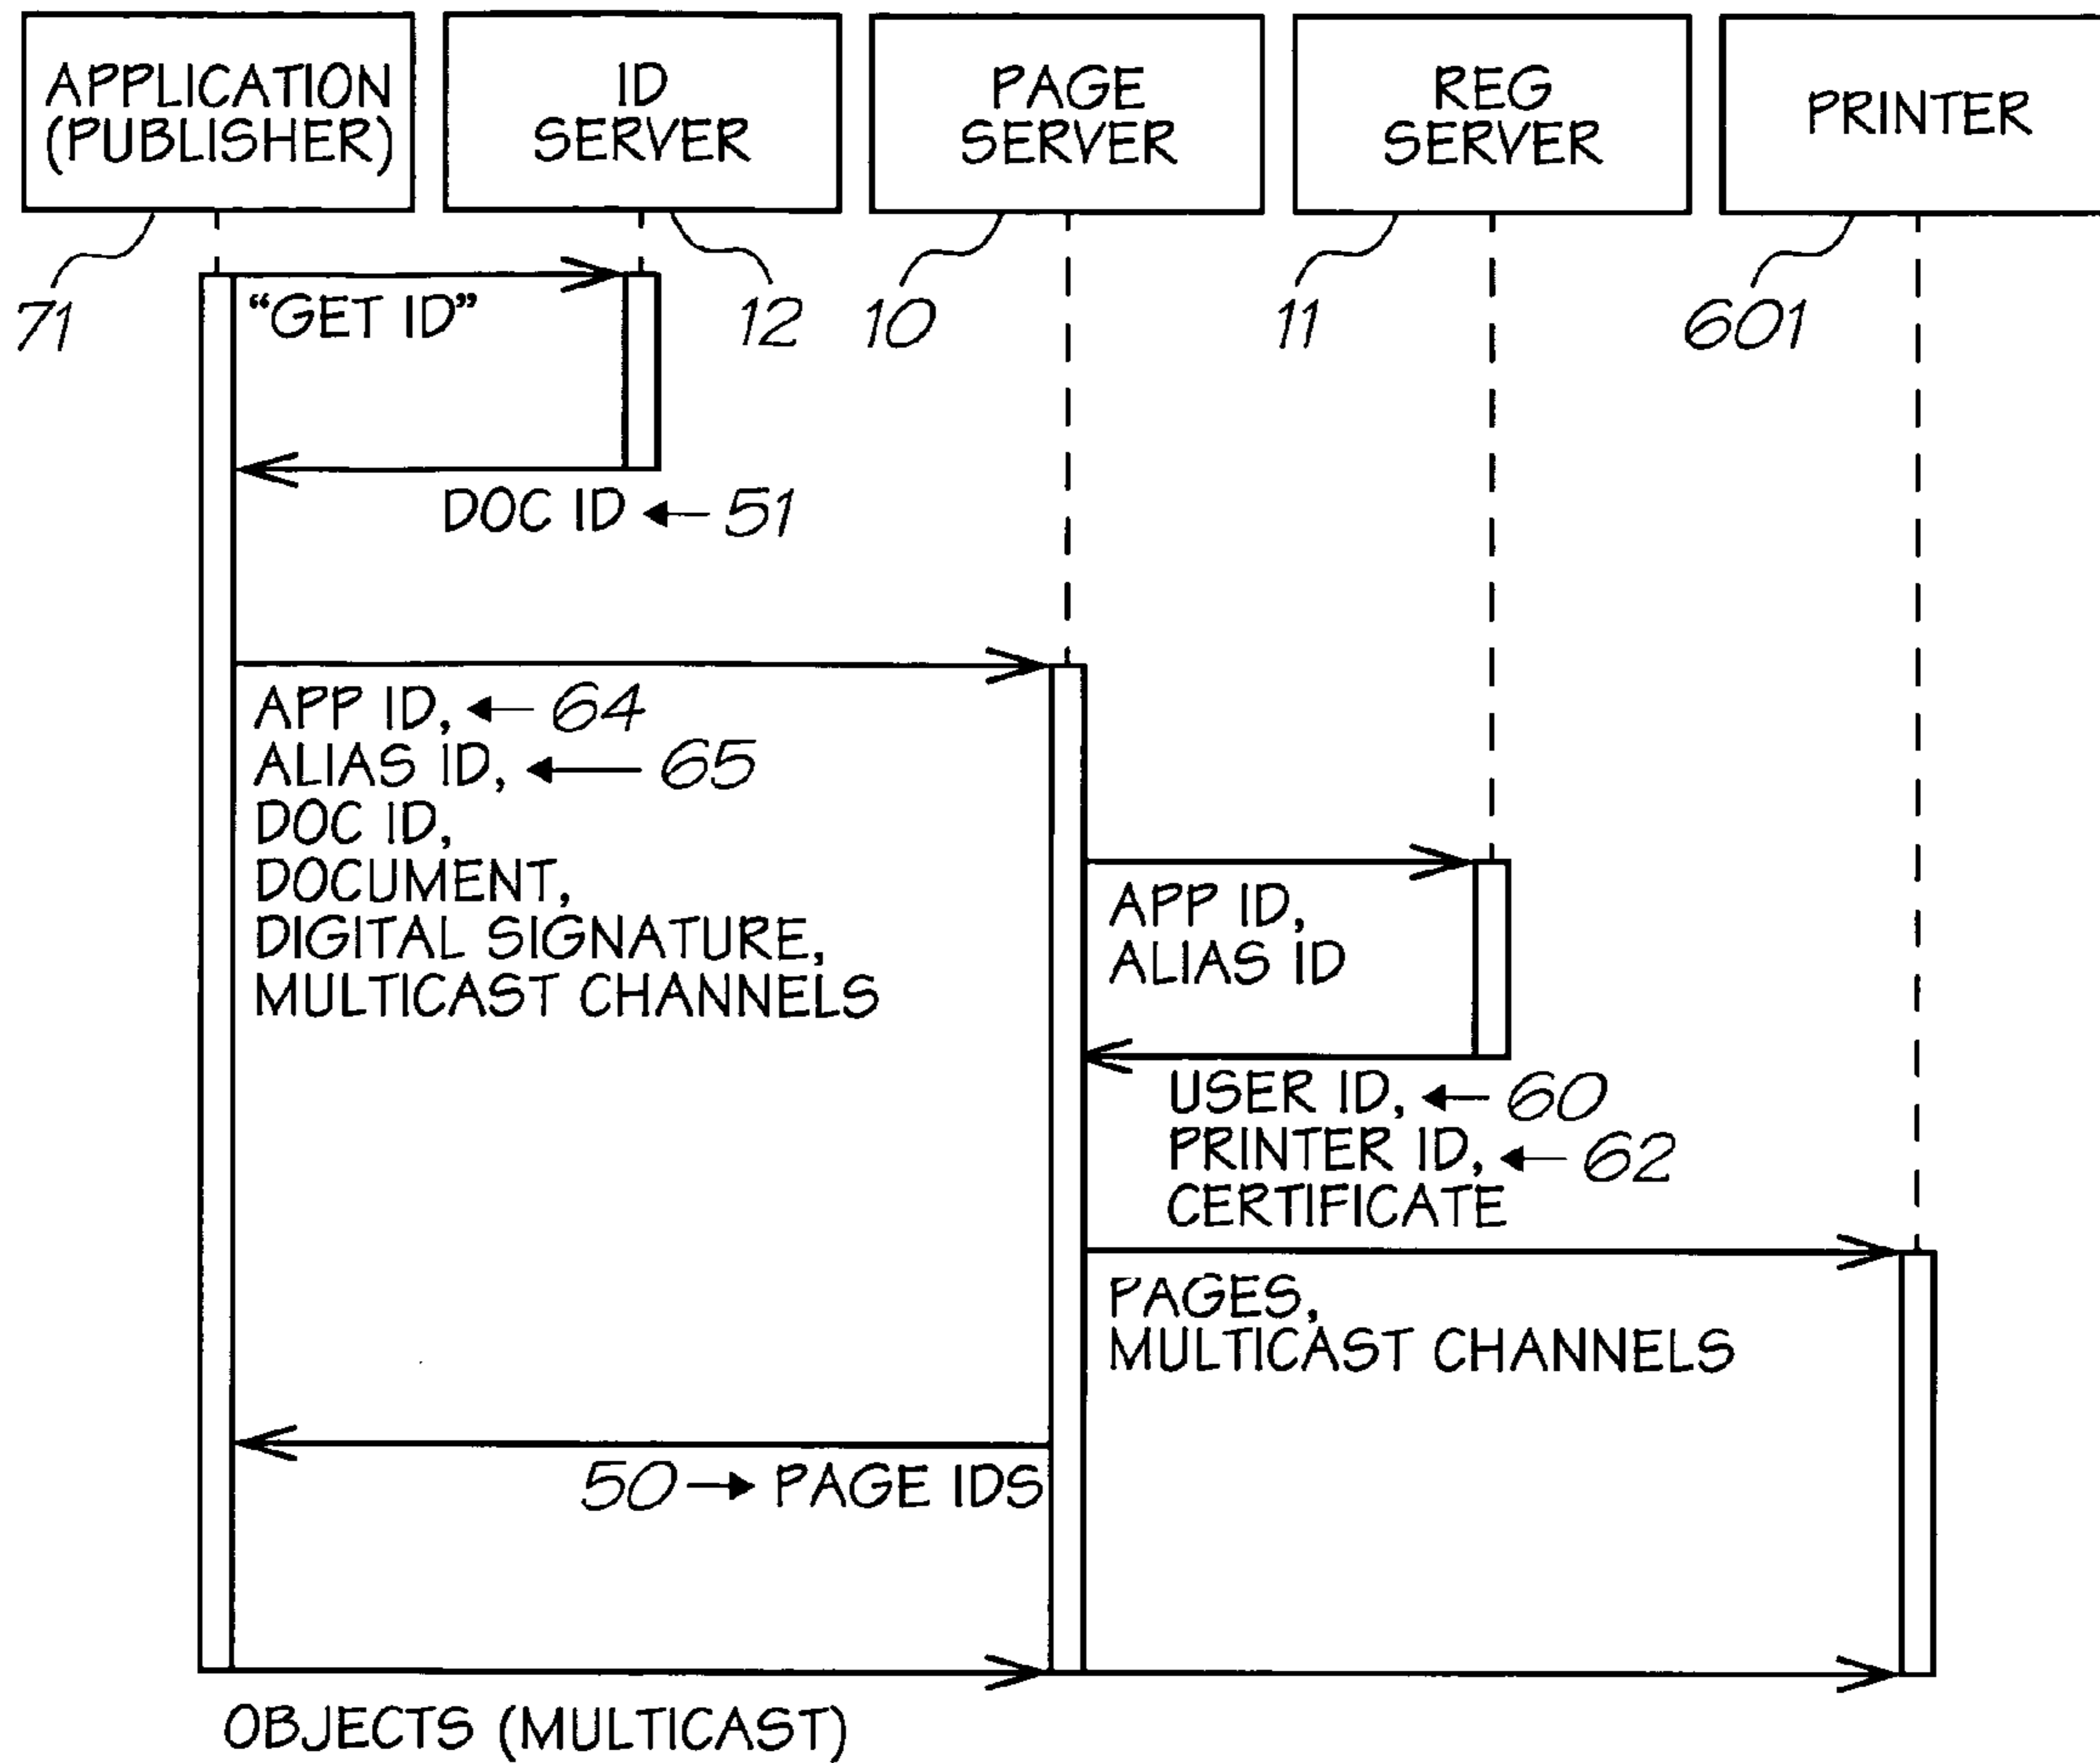 APPLICATION
(PUBLISHER)
ID
SERVER
PAGE
SERVER
REG
SERVER
PRINTER
71
12
10
11
601
“GET ID”
DOC ID
51
APP ID,
64
ALIAS ID,
65
DOC ID,
DOCUMENT,
DIGITAL SIGNATURE,
MULTICAST CHANNELS
APP ID,
ALIAS ID
USER ID,
60
PRINTER ID,
62
CERTIFICATE
PAGES,
MULTICAST CHANNELS
50
PAGE IDS
OBJECTS (MULTICAST)